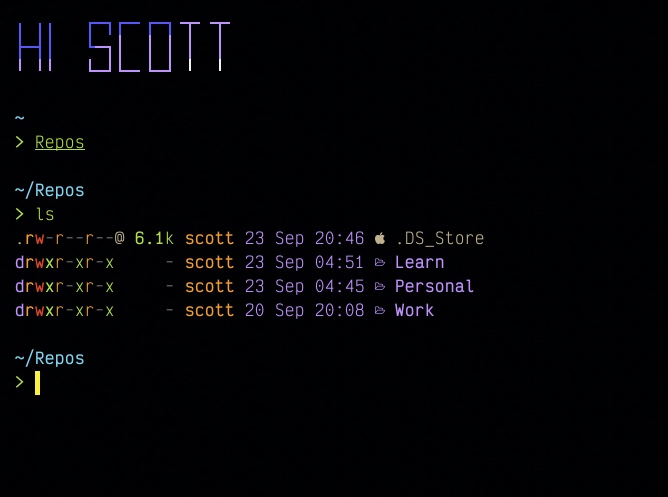 HI SCOTT
~
> Repos
~/Repos
> ls
.rw-r--r--@ 6.1k scott 23 Sep 20:46 .DS_Store
drwxr-xr-x - scott 23 Sep 04:51 Learn
drwxr-xr-x - scott 23 Sep 04:45 Personal
drwxr-xr-x - scott 20 Sep 20:08 Work
~/Repos
>